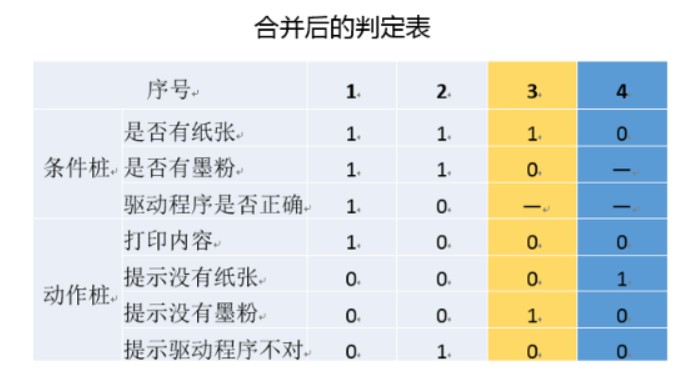 合并后的判定表
序号 1 2 3 4
条件桩 是否有纸张 1 1 1 0
是否有墨粉 1 1 0 —
驱动程序是否正确 1 0 — —
动作桩 打印内容 1 0 0 0
提示没有纸张 0 0 0 1
提示没有墨粉 0 0 1 0
提示驱动程序不对 0 1 0 0